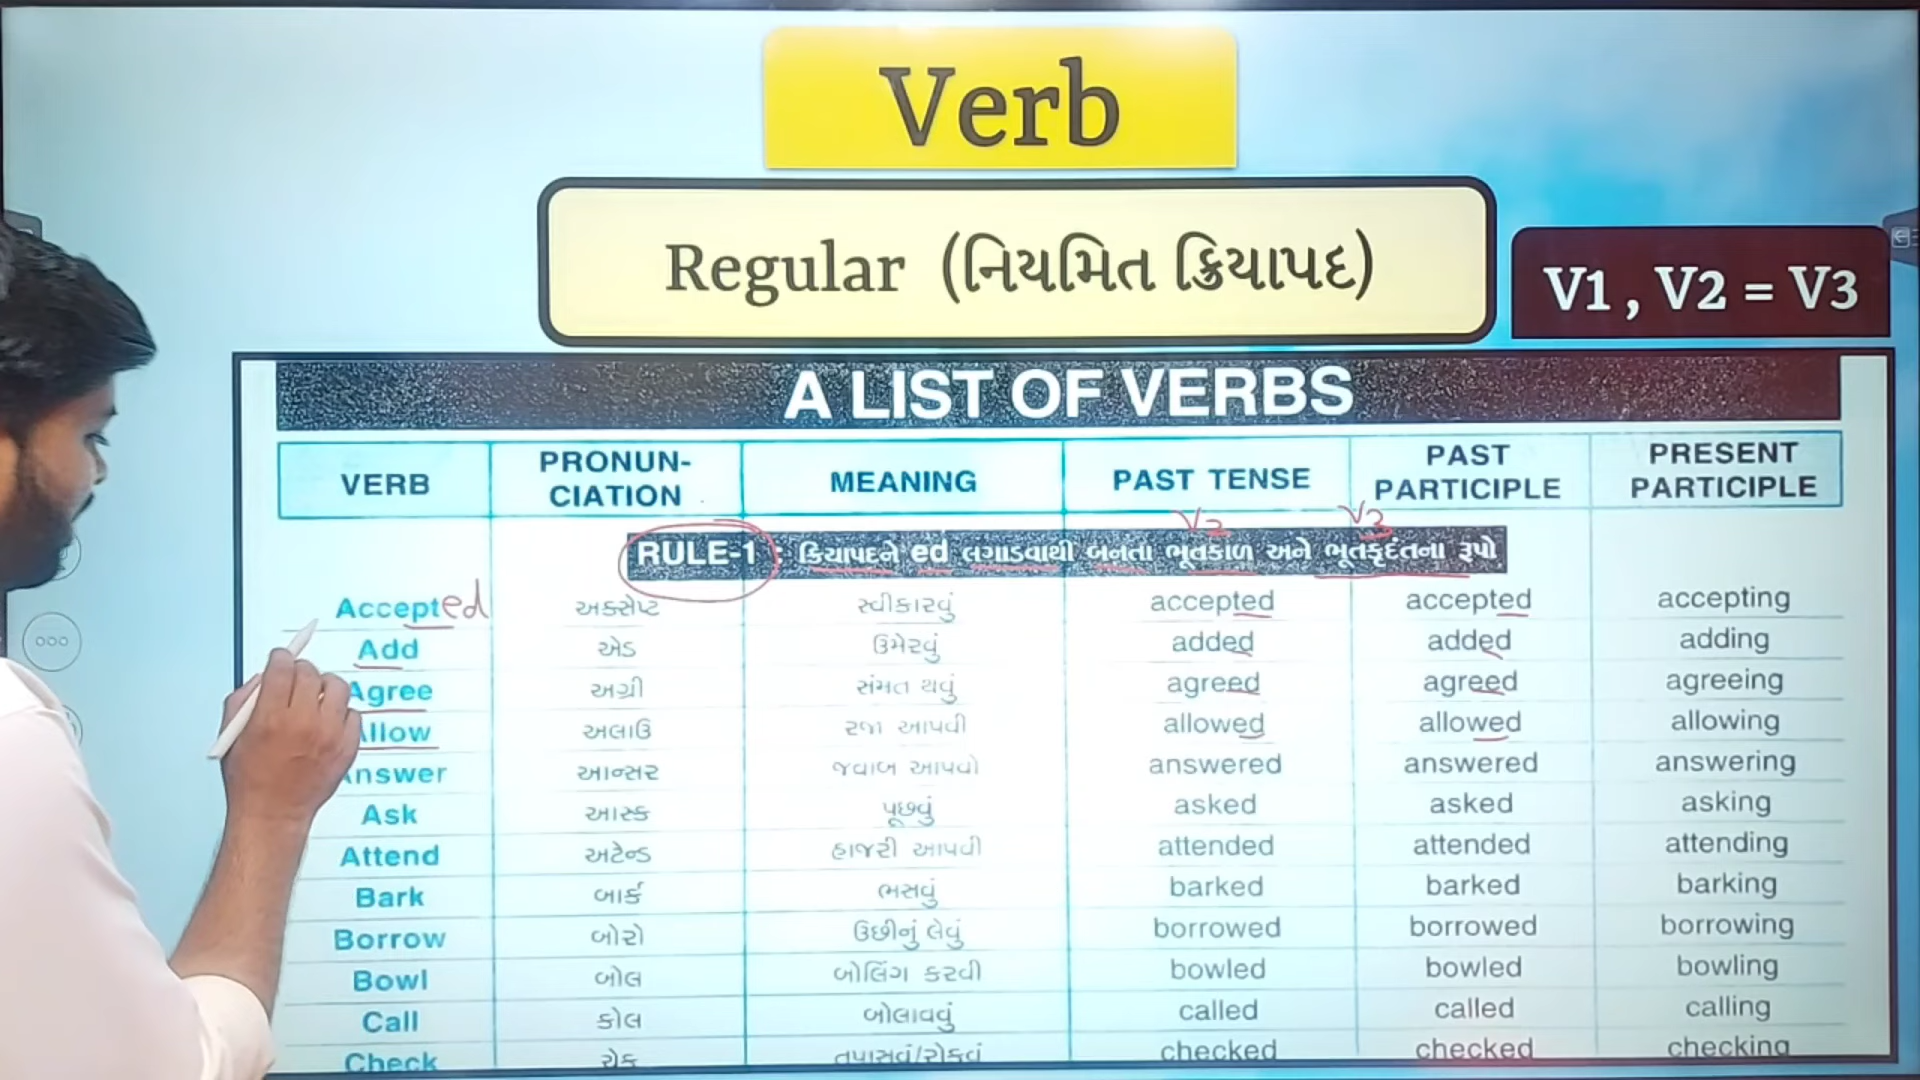 Verb
Regular (નિયમિત ક્રિયાપદ)
V1 , V2 = V3
A LIST OF VERBS
VERB PRONUN-CIATION MEANING PAST TENSE PAST PARTICIPLE PRESENT PARTICIPLE
V2 V3
RULE-1 : ક્રિયાપદને ed લગાડવાથી બનતા ભૂતકાળ અને ભૂતકૃદંતના રૂપો
Accepted અક્સેપ્ટ સ્વીકારવું accepted accepted accepting
Add એડ ઉમેરવું added added adding
Agree અગ્રી સંમત થવું agreed agreed agreeing
Allow અલાઉ રજા આપવી allowed allowed allowing
Answer આન્સર જવાબ આપવો answered answered answering
Ask આસ્ક પૂછવું asked asked asking
Attend અટેન્ડ હાજરી આપવી attended attended attending
Bark બાર્ક ભસવું barked barked barking
Borrow બોરો ઉછીનું લેવું borrowed borrowed borrowing
Bowl બોલ બોલિંગ કરવી bowled bowled bowling
Call કોલ બોલાવવું called called calling
Check ચેક તપાસવું/રોકવું checked checked checking